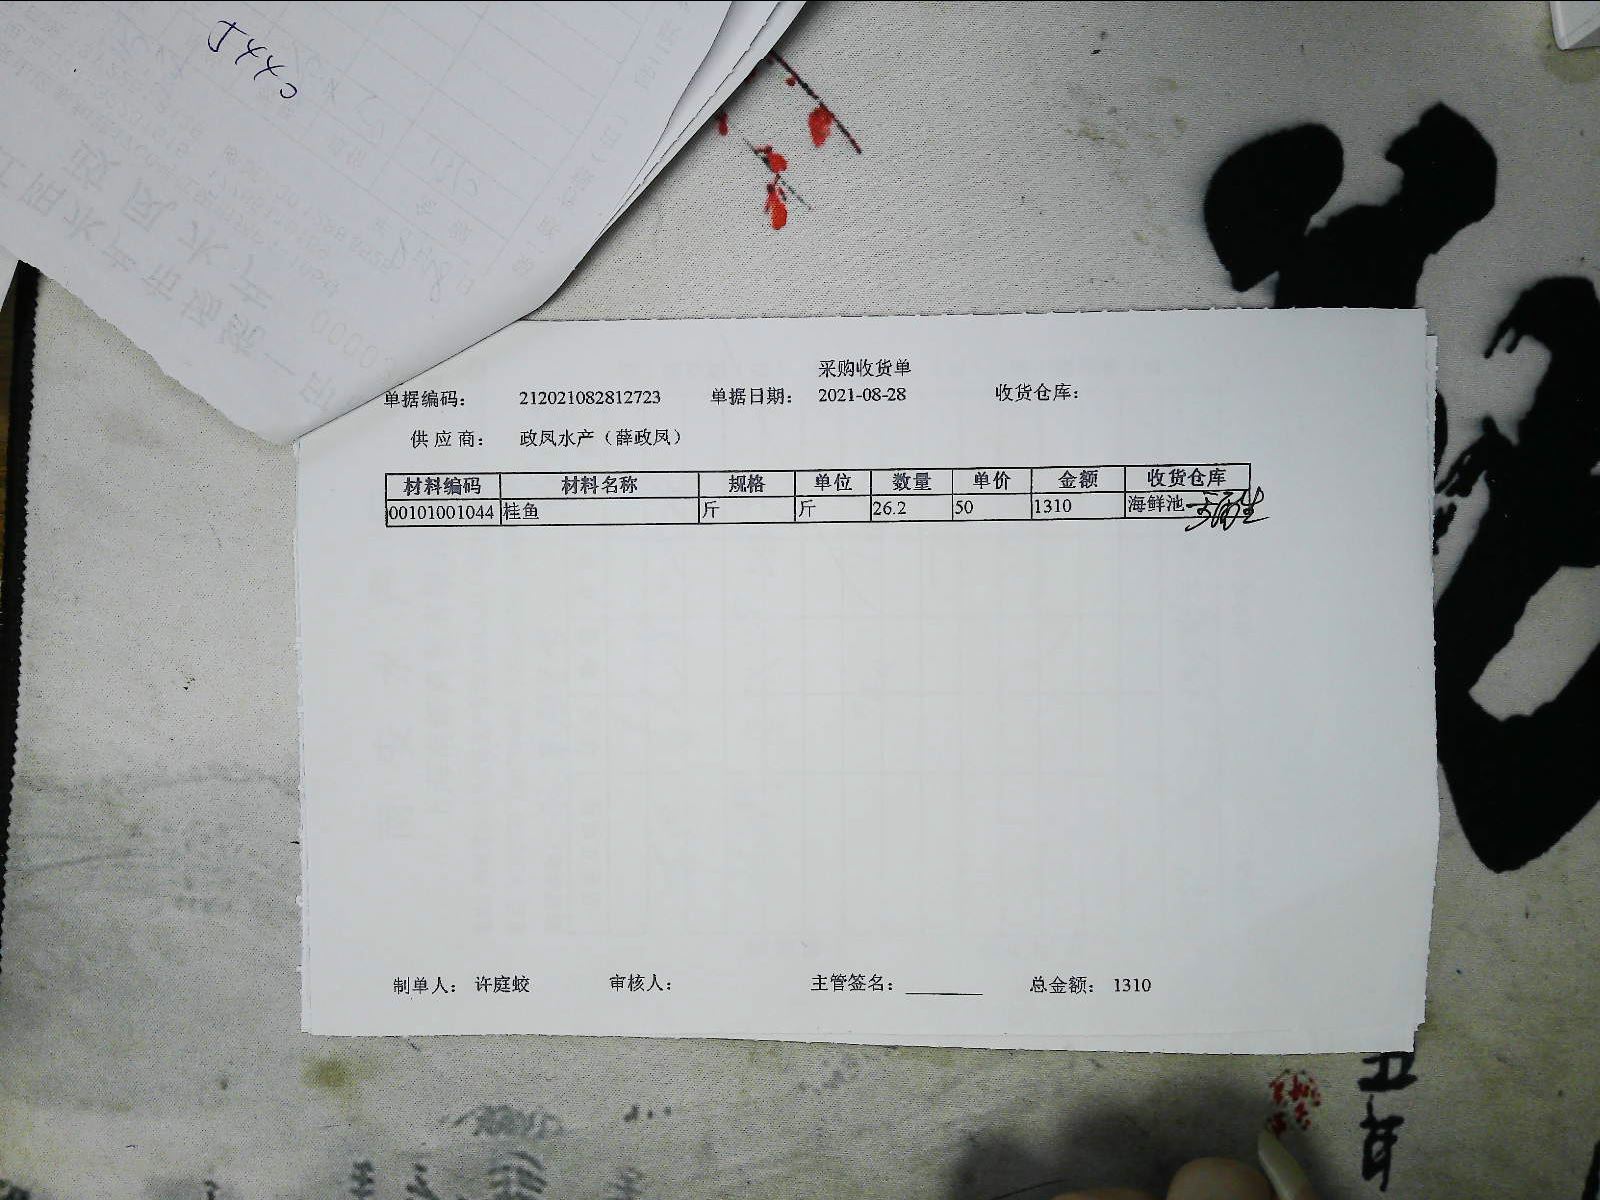 采购收货单
单据编码： 212021082812723 单据日期： 2021-08-28 收货仓库：
供应商： 政凤水产（薛政凤）
材料编码 材料名称 规格 单位 数量 单价 金额 收货仓库
00101001044 桂鱼 斤 斤 26.2 50 1310 海鲜池
制单人： 许庭蛟 审核人： 主管签名： 总金额： 1310